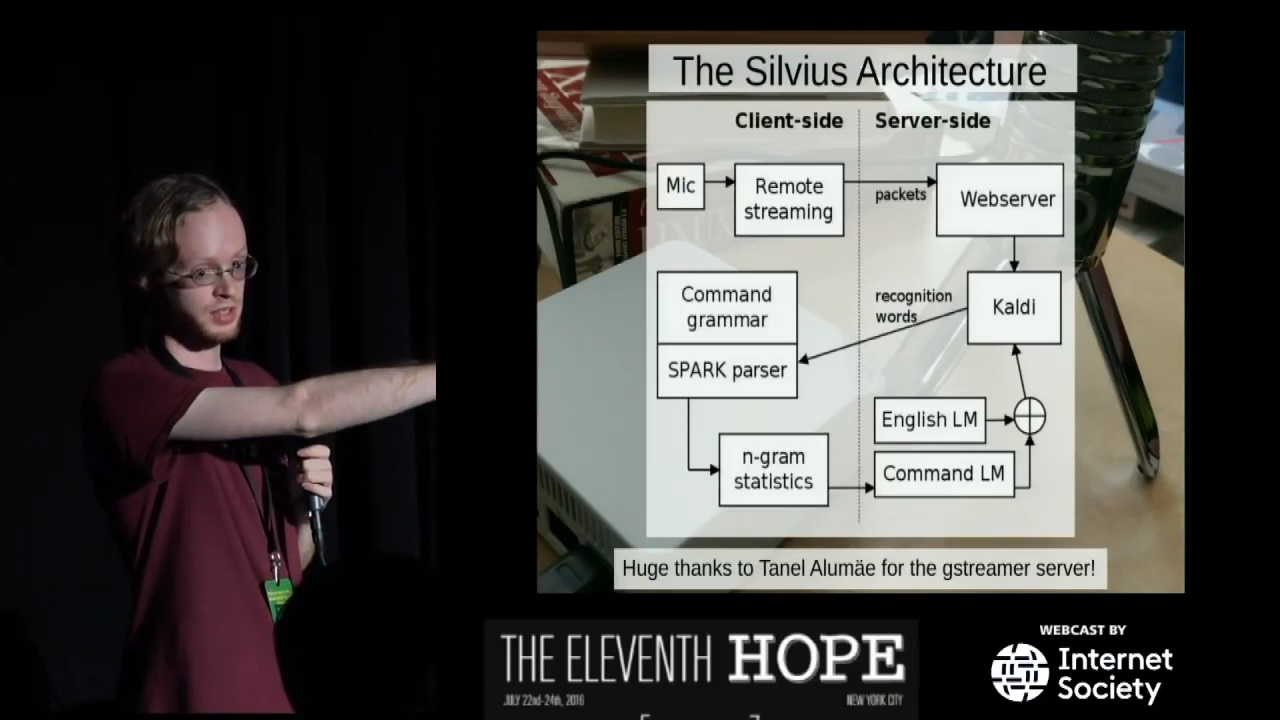 The Silvius Architecture
Client-side
Server-side
Mic
Remote
streaming
packets
Webserver
Command
grammar
SPARK parser
recognition
words
Kaldi
English LM
n-gram
statistics
Command LM
Huge thanks to Tanel Alumäe for the gstreamer server!
THE ELEVENTH HOPE
JULY 22nd-24th, 2016
NEW YORK CITY
WEBCAST BY
Internet
Society